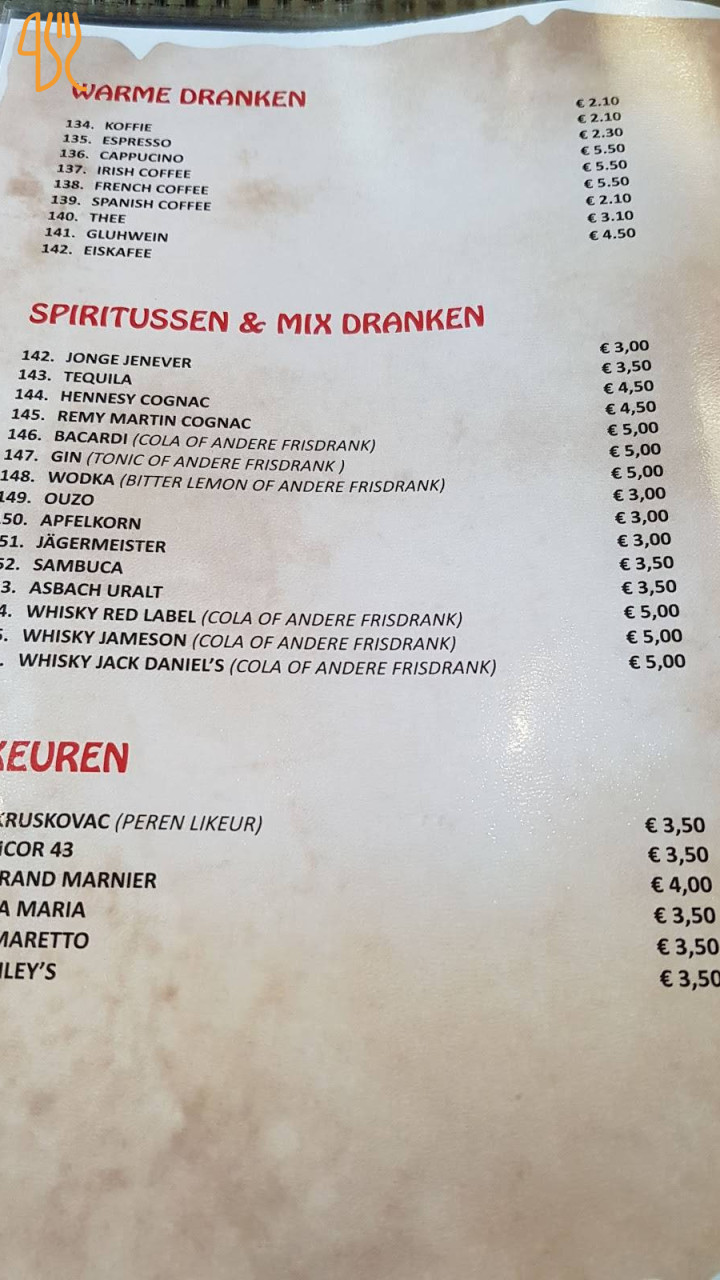 WARME DRANKEN
134. KOFFIE € 2.10
135. ESPRESSO € 2.10
136. CAPPUCINO € 2.30
137. IRISH COFFEE € 5.50
138. FRENCH COFFEE € 5.50
139. SPANISH COFFEE € 5.50
140. THEE € 2.10
141. GLUHWEIN € 3.10
142. EISKAFEE € 4.50
SPIRITUSSEN & MIX DRANKEN
142. JONGE JENEVER € 3,00
143. TEQUILA € 3,50
144. HENNESY COGNAC € 4,50
145. REMY MARTIN COGNAC € 4,50
146. BACARDI (COLA OF ANDERE FRISDRANK) € 5,00
147. GIN (TONIC OF ANDERE FRISDRANK ) € 5,00
148. WODKA (BITTER LEMON OF ANDERE FRISDRANK) € 5,00
149. OUZO € 3,00
50. APFELKORN € 3,00
51. JÄGERMEISTER € 3,00
52. SAMBUCA € 3,50
3. ASBACH URALT € 3,50
4. WHISKY RED LABEL (COLA OF ANDERE FRISDRANK) € 5,00
5. WHISKY JAMESON (COLA OF ANDERE FRISDRANK) € 5,00
. WHISKY JACK DANIEL'S (COLA OF ANDERE FRISDRANK) € 5,00
KEUREN
KRUSKOVAC (PEREN LIKEUR) € 3,50
ICOR 43 € 3,50
RAND MARNIER € 4,00
A MARIA € 3,50
MARETTO € 3,50
ILEY'S € 3,50